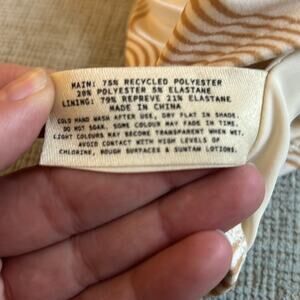 MAIN: 75% RECYCLED POLYESTER
20% POLYESTER 5% ELASTANE
LINING: 79% REPREVE 21% ELASTANE
MADE IN CHINA
COLD HAND WASH AFTER USE, DRY FLAT IN SHADE.
DO NOT SOAK. SOME COLOUR MAY FADE IN TIME.
LIGHT COLOURS MAY BECOME TRANSPARENT WHEN WET.
AVOID CONTACT WITH HIGH LEVELS OF
CHLORINE, ROUGH SURFACES & SUNTAN LOTIONS.